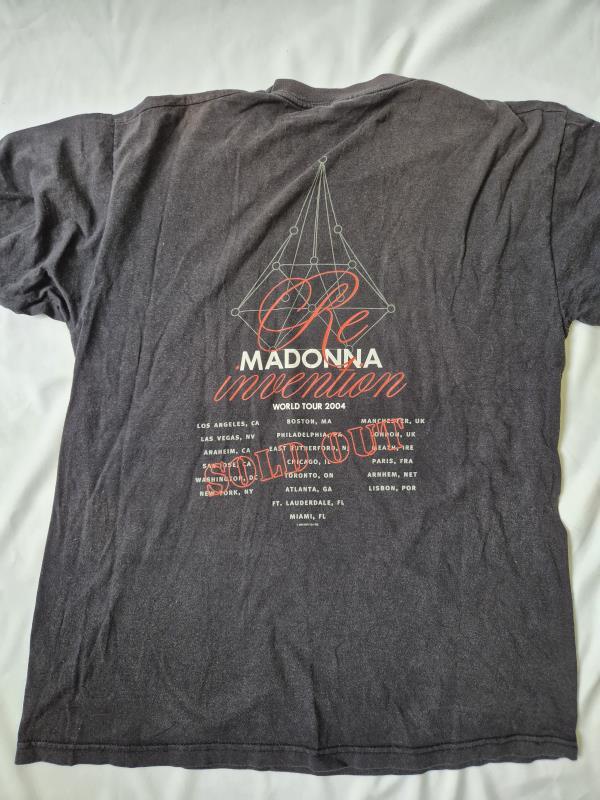 Re
MADONNA
invention
WORLD TOUR 2004
LOS ANGELES, CA
LAS VEGAS, NV
ANAHEIM, CA
SAN JOSE, CA
WASHINGTON, DC
NEW YORK, NY
BOSTON, MA
PHILADELPHIA, PA
EAST RUTHERFORD, NJ
CHICAGO, IL
TORONTO, ON
ATLANTA, GA
FT. LAUDERDALE, FL
MIAMI, FL
MANCHESTER, UK
LONDON, UK
IRE
PARIS, FRA
ARNHEM, NET
LISBON, POR
SOLD OUT